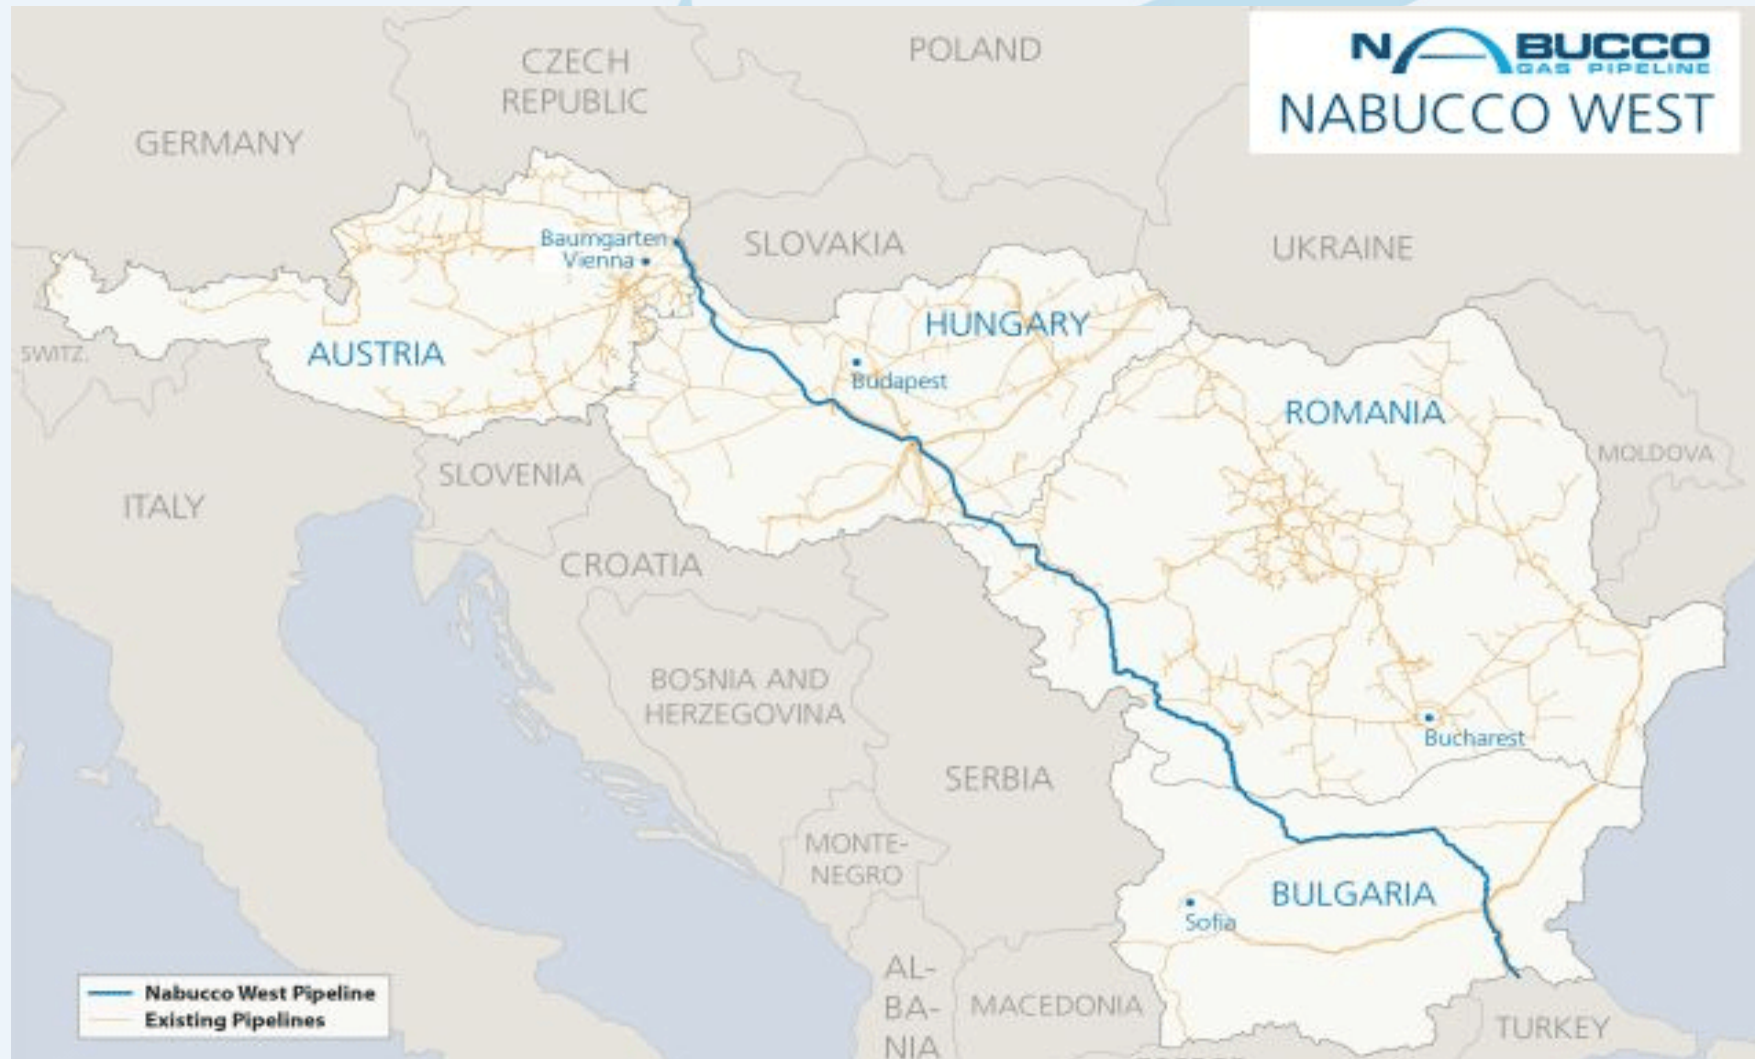 N BUCCO
GAS PIPELINE
NABUCCO WEST
CZECH
REPUBLIC
POLAND
GERMANY
Baumgarten
Vienna
SLOVAKIA
UKRAINE
HUNGARY
SWITZ.
AUSTRIA
Budapest
ROMANIA
MOLDOVA
SLOVENIA
ITALY
CROATIA
BOSNIA AND
HERZEGOVINA
Bucharest
SERBIA
MONTE-
NEGRO
BULGARIA
Sofia
AL-
BA-
NIA
MACEDONIA
TURKEY
Nabucco West Pipeline
Existing Pipelines